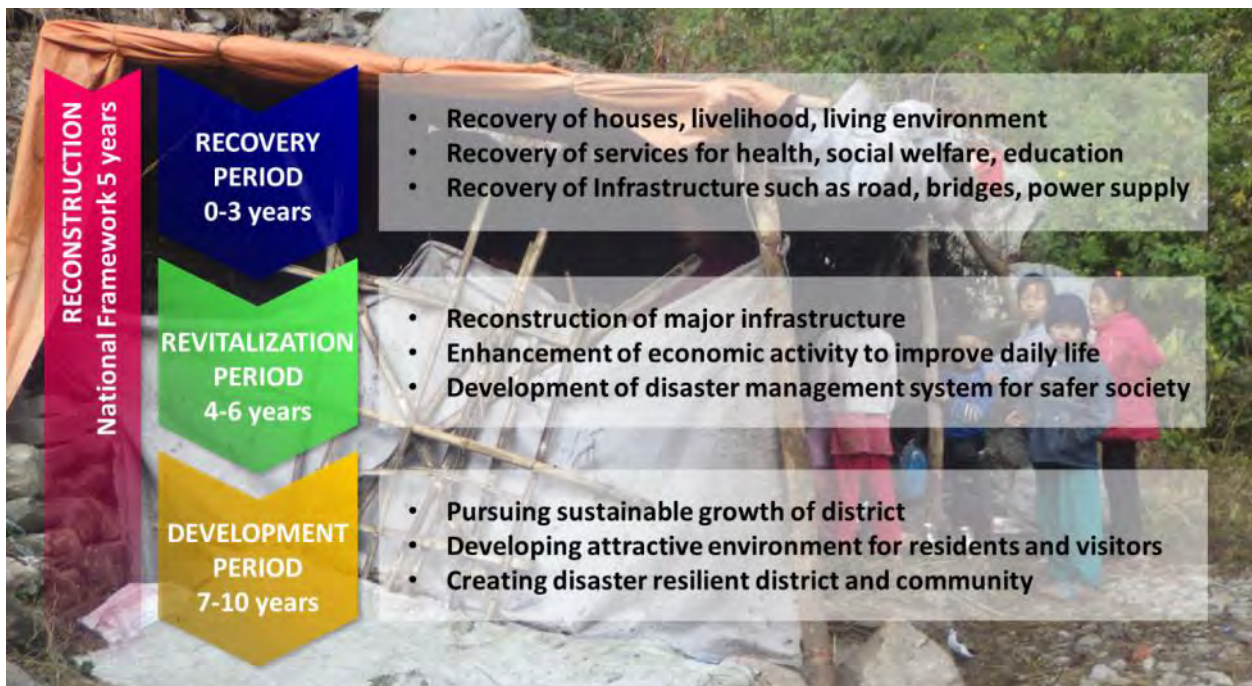 RECONSTRUCTION
National Framework 5 years
RECOVERY
PERIOD
0-3 years
• Recovery of houses, livelihood, living environment
• Recovery of services for health, social welfare, education
• Recovery of Infrastructure such as road, bridges, power supply
REVITALIZATION
PERIOD
4-6 years
• Reconstruction of major infrastructure
• Enhancement of economic activity to improve daily life
• Development of disaster management system for safer society
DEVELOPMENT
PERIOD
7-10 years
• Pursuing sustainable growth of district
• Developing attractive environment for residents and visitors
• Creating disaster resilient district and community